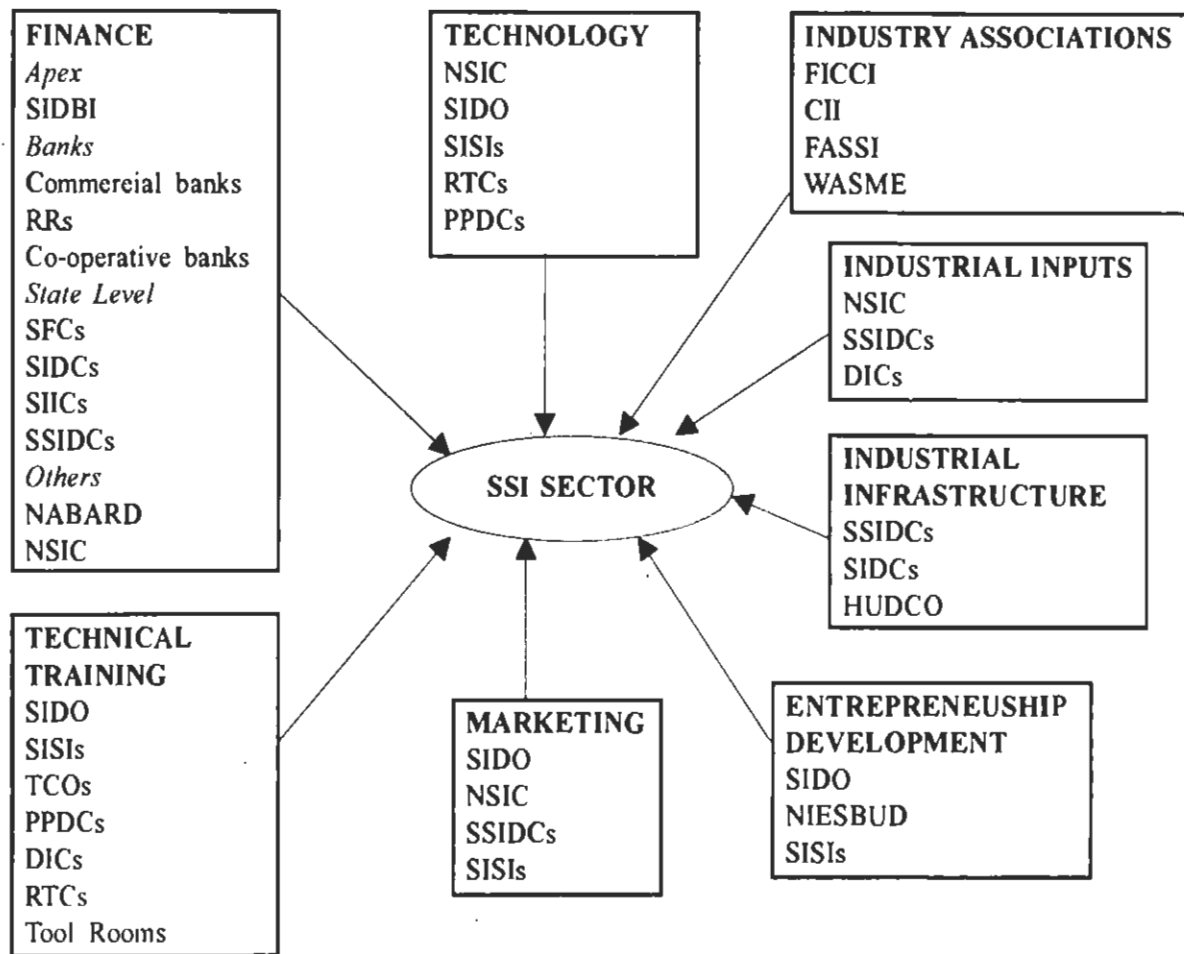 FINANCE
Apex
SIDBI
Banks
Commereial banks
RRs
Co-operative banks
State Level
SFCs
SIDCs
SIICs
SSIDCs
Others
NABARD
NSIC
TECHNOLOGY
NSIC
SIDO
SISIs
RTCs
PPDCs
INDUSTRY ASSOCIATIONS
FICCI
CII
FASSI
WASME
INDUSTRIAL INPUTS
NSIC
SSIDCs
DICs
SSI SECTOR
INDUSTRIAL
INFRASTRUCTURE
SSIDCs
SIDCs
HUDCO
TECHNICAL
TRAINING
SIDO
SISIs
TCOs
PPDCs
DICs
RTCs
Tool Rooms
MARKETING
SIDO
NSIC
SSIDCs
SISIs
ENTREPRENEUSHIP
DEVELOPMENT
SIDO
NIESBUD
SISIs